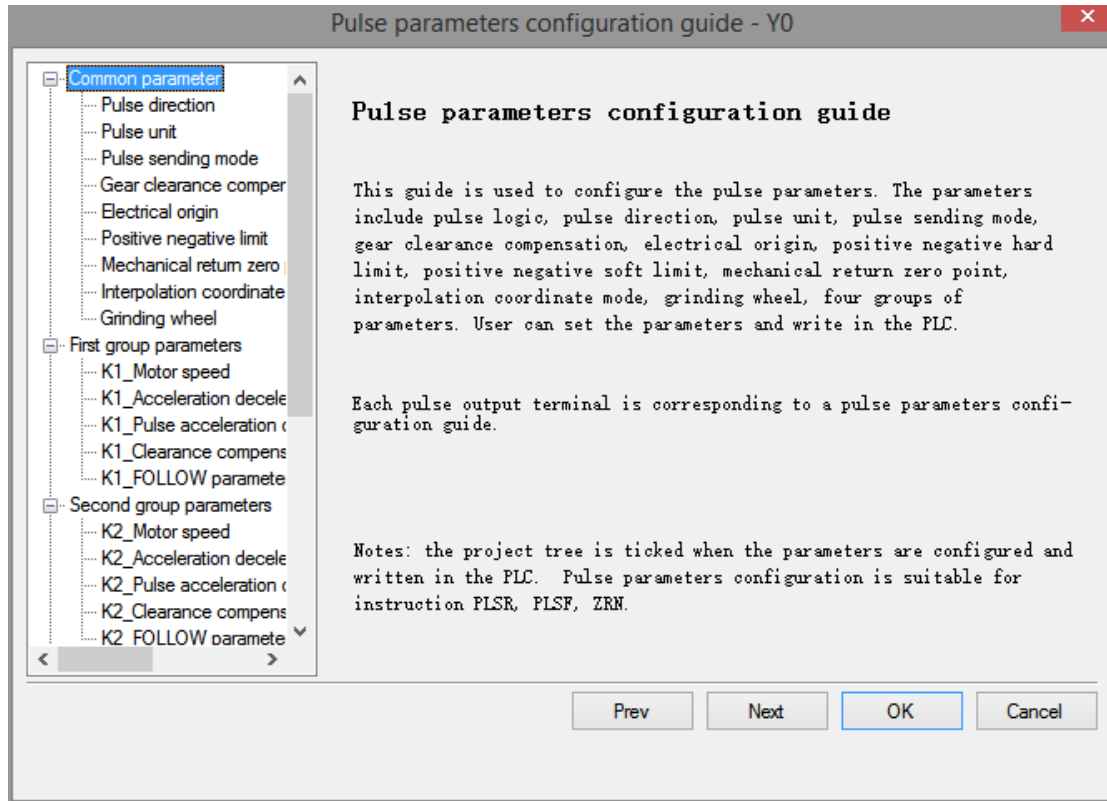 Pulse parameters configuration guide - Y0
Common parameter
Pulse direction
Pulse unit
Pulse sending mode
Gear clearance comper
Electrical origin
Positive negative limit
Mechanical return zero
Interpolation coordinate
Grinding wheel
First group parameters
K1_Motor speed
K1_Acceleration decele
K1_Pulse acceleration
K1_Clearance compens
K1_FOLLOW paramete
Second group parameters
K2_Motor speed
K2_Acceleration decele
K2_Pulse acceleration
K2_Clearance compens
K2_FOLLOW paramete
Pulse parameters configuration guide
This guide is used to configure the pulse parameters. The parameters
include pulse logic, pulse direction, pulse unit, pulse sending mode,
gear clearance compensation, electrical origin, positive negative hard
limit, positive negative soft limit, mechanical return zero point,
interpolation coordinate mode, grinding wheel, four groups of
parameters. User can set the parameters and write in the PLC.
Each pulse output terminal is corresponding to a pulse parameters confi-
guration guide.
Notes: the project tree is ticked when the parameters are configured and
written in the PLC. Pulse parameters configuration is suitable for
instruction PLSR, PLSF, ZRN.
Prev Next OK Cancel